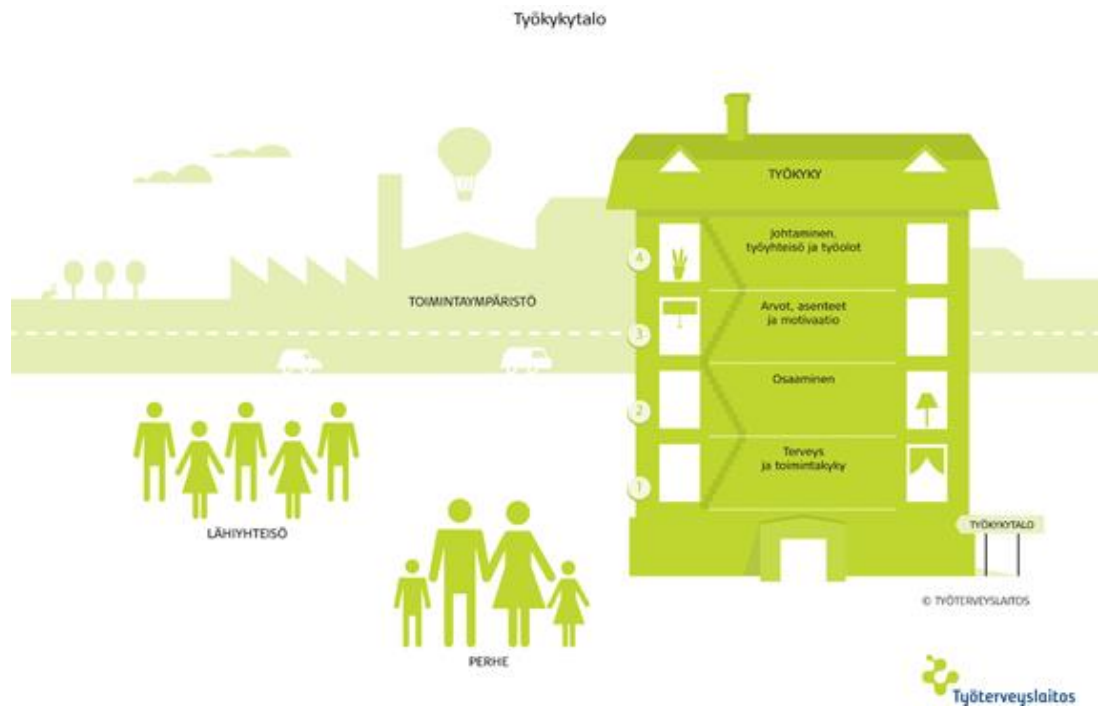 Työkykytalo
TYÖKYKY
4
Johtaminen,
työyhteisö ja työolot
TOIMINTAYMPÄRISTÖ
3
Arvot, asenteet
ja motivaatio
2
Osaaminen
1
Terveys
ja toimintakyky
LÄHIYHTEISÖ
PERHE
TYÖKYKYTALO
© TYÖTERVEYSLAITOS
Työterveyslaitos